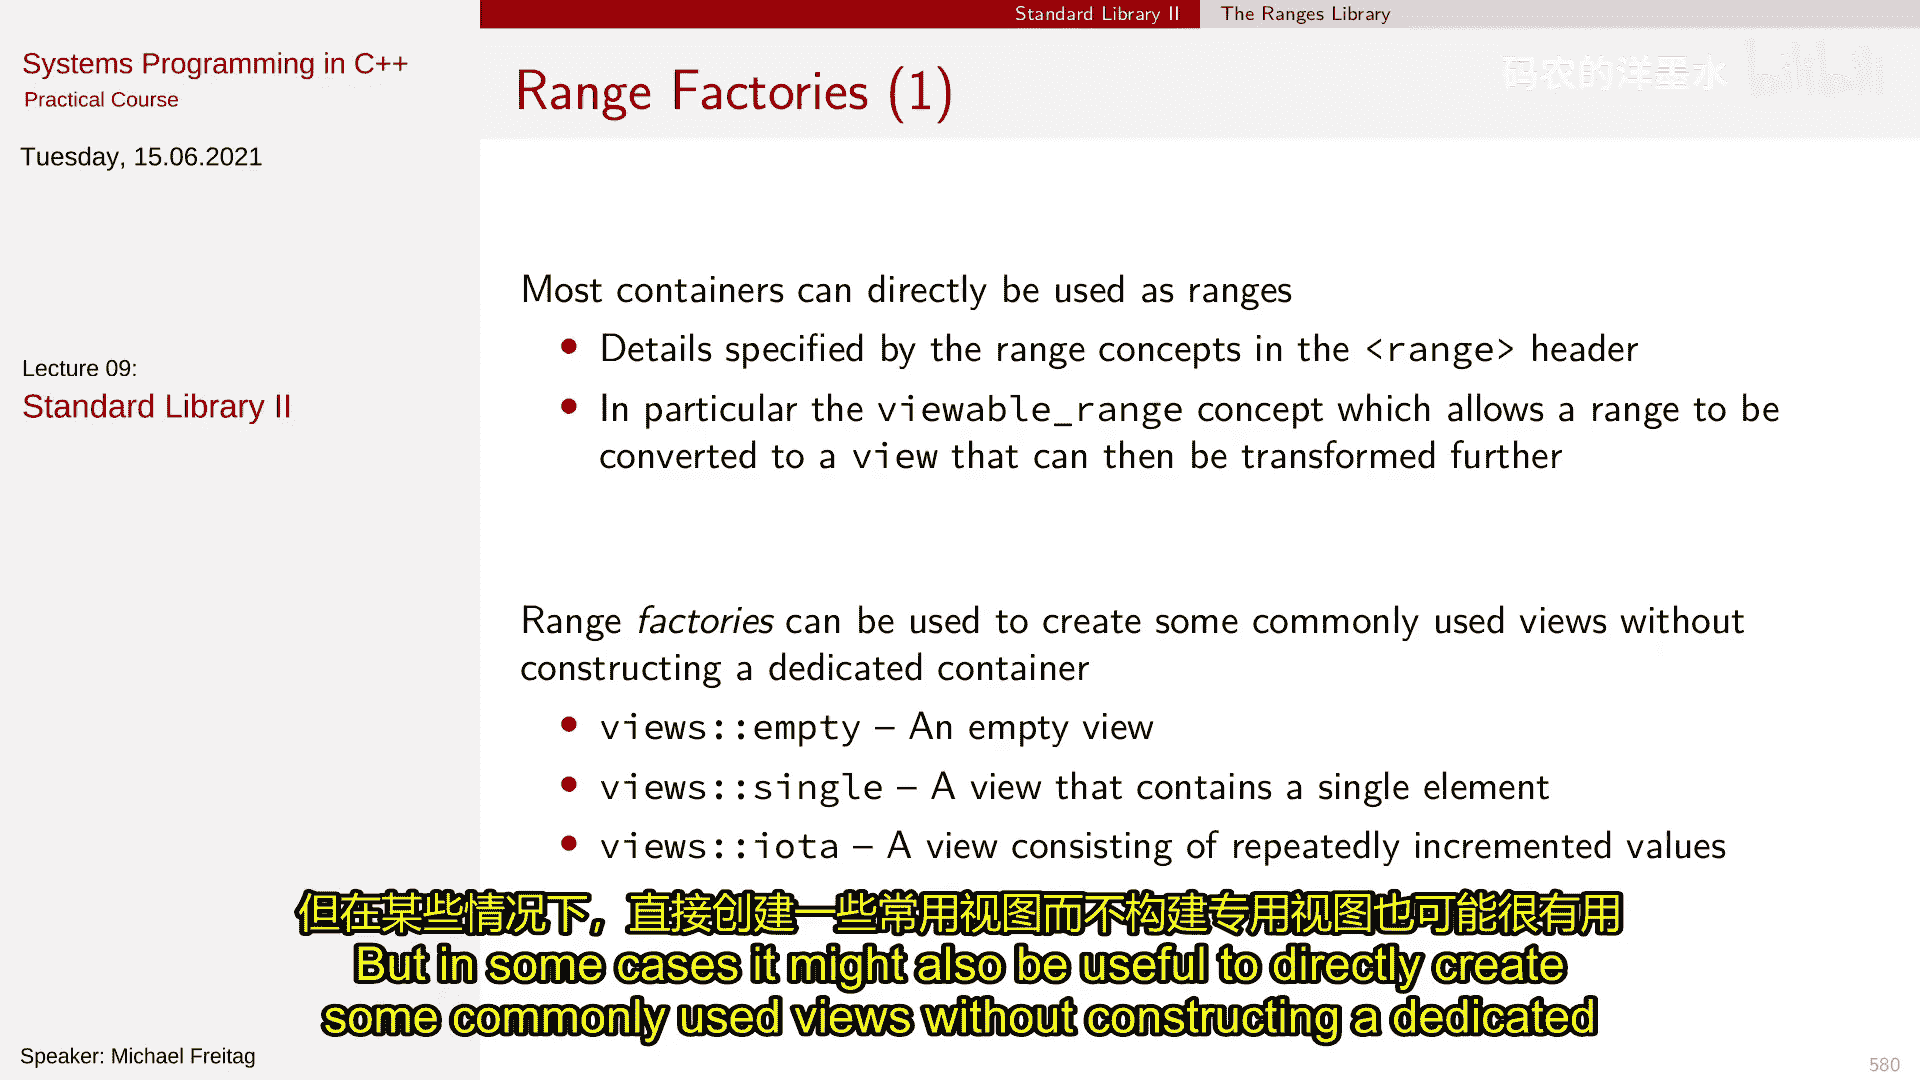 Standard Library II
The Ranges Library
Systems Programming in C++
Practical Course
Tuesday, 15.06.2021
Range Factories (1)
码农的洋墨水 bilibili
Most containers can directly be used as ranges
• Details specified by the range concepts in the <range> header
• In particular the viewable_range concept which allows a range to be
converted to a view that can then be transformed further
Lecture 09:
Standard Library II
Range factories can be used to create some commonly used views without
constructing a dedicated container
• views::empty – An empty view
• views::single – A view that contains a single element
• views::iota – A view consisting of repeatedly incremented values
但在某些情况下，直接创建一些常用视图而不构建专用视图也可能很有用
But in some cases it might also be useful to directly create
some commonly used views without constructing a dedicated
Speaker: Michael Freitag
580